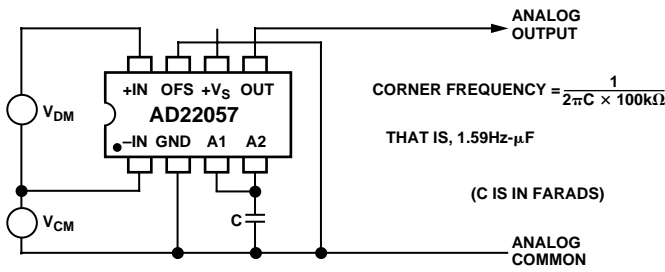 ANALOG
OUTPUT
+IN OFS +VS OUT
AD22057
–IN GND A1 A2
VDM
VCM
C
CORNER FREQUENCY = 1
2πC × 100kΩ
THAT IS, 1.59Hz-μF
(C IS IN FARADS)
ANALOG
COMMON